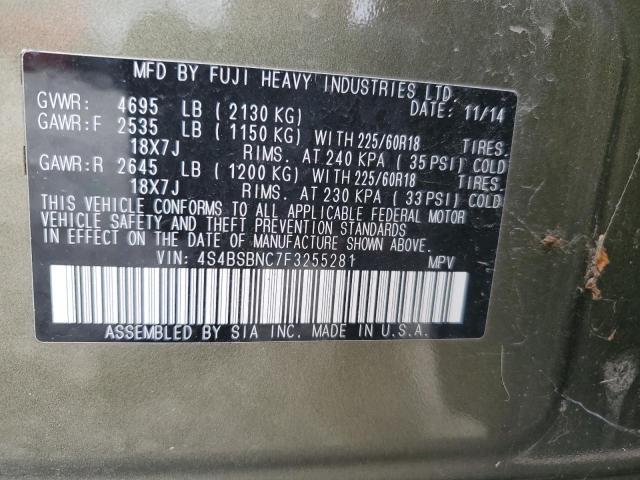 MFD BY FUJI HEAVY INDUSTRIES LTD.
GVWR: 4695 LB ( 2130 KG) DATE: 11/14
GAWR:F 2535 LB ( 1150 KG) WITH 225/60R18 TIRES.
18X7J RIMS. AT 240 KPA ( 35 PSI) COLD
GAWR:R 2645 LB ( 1200 KG) WITH 225/60R18 TIRES.
18X7J RIMS. AT 230 KPA ( 33 PSI) COLD
THIS VEHICLE CONFORMS TO ALL APPLICABLE FEDERAL MOTOR
VEHICLE SAFETY AND THEFT PREVENTION STANDARDS
IN EFFECT ON THE DATE OF MANUFACTURE SHOWN ABOVE.
VIN: 4S4BSBNC7F3255281 MPV
ASSEMBLED BY SIA INC. MADE IN U.S.A.